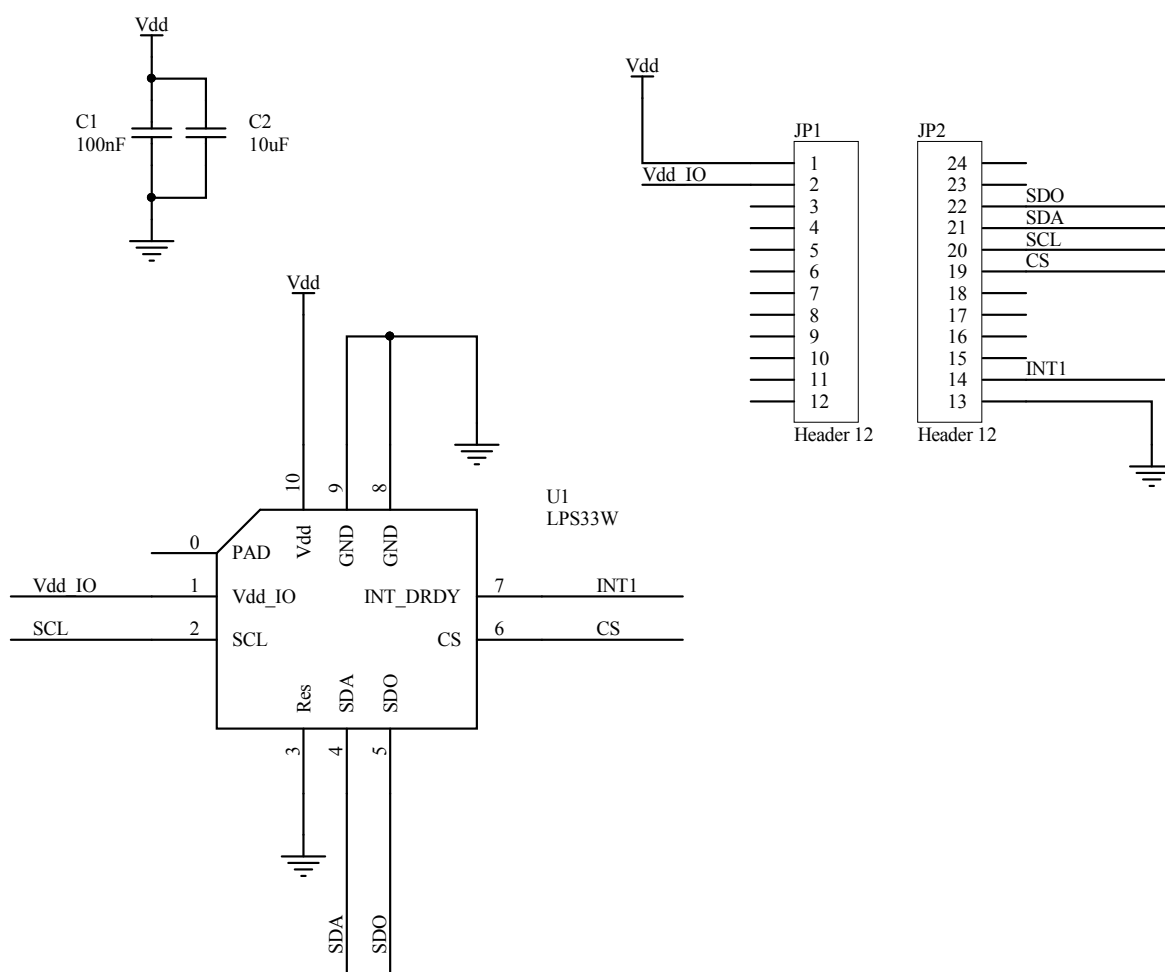 Vdd
C1
100nF
C2
10uF
Vdd
Vdd_IO
JP1
1
2
3
4
5
6
7
8
9
10
11
12
Header 12
JP2
24
23
22
21
20
19
18
17
16
15
14
13
Header 12
SDO
SDA
SCL
CS
INT1
Vdd
U1
LPS33W
10
9
8
0
PAD
Vdd
GND
GND
Vdd_IO
1
Vdd_IO
INT_DRDY
7
INT1
SCL
2
SCL
CS
6
CS
Res
SDA
SDO
3
4
5
SDA
SDO